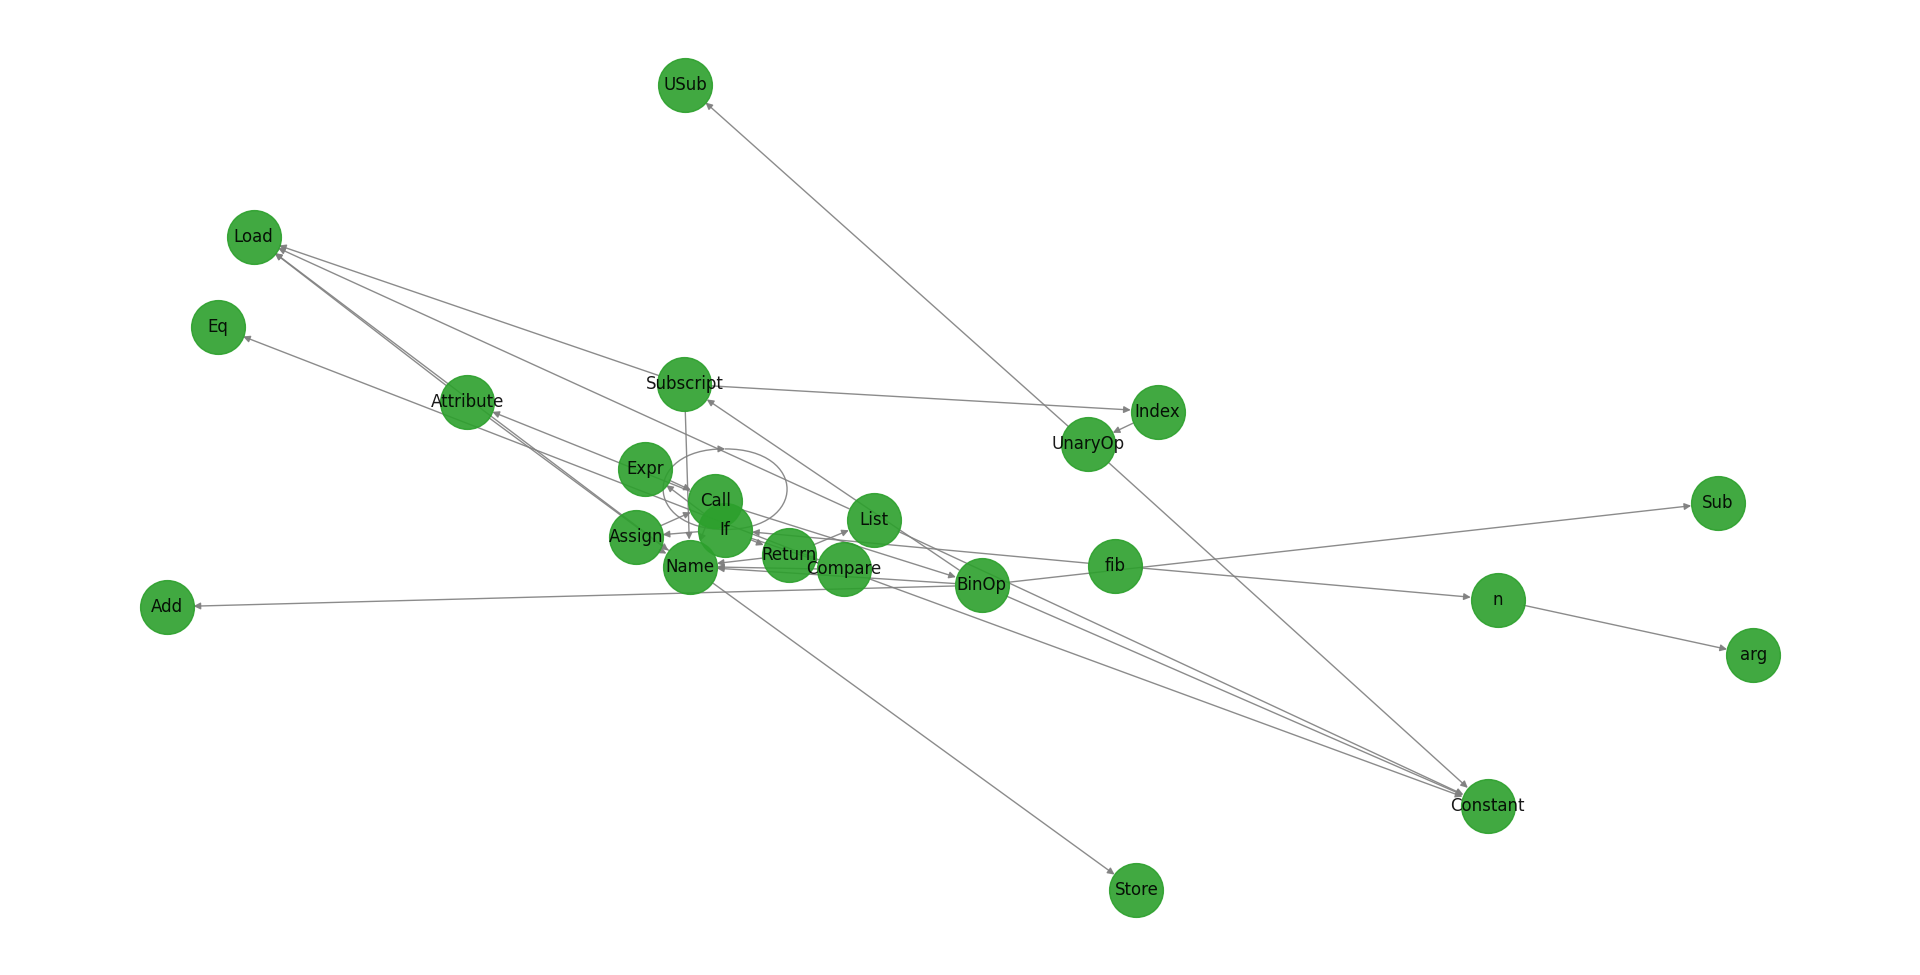 USub
Load
Eq
Subscript
Attribute
Index
UnaryOp
Expr
Call
Sub
List
If
Assign
Return
Name
Compare
fib
BinOp
n
Add
arg
Constant
Store